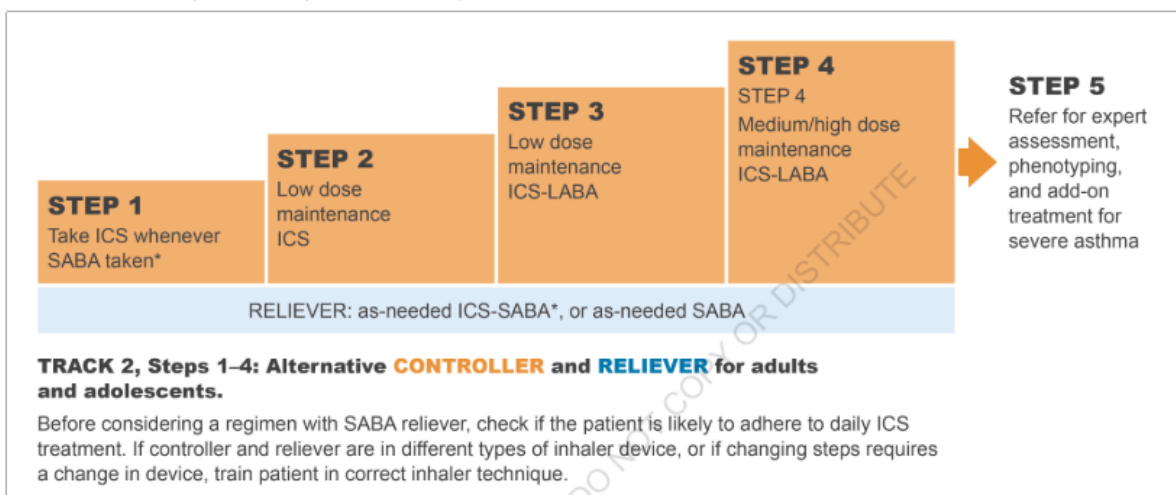 STEP 1
Take ICS whenever
SABA taken*
STEP 2
Low dose
maintenance
ICS
STEP 3
Low dose
maintenance
ICS-LABA
STEP 4
STEP 4
Medium/high dose
maintenance
ICS-LABA
STEP 5
Refer for expert
assessment,
phenotyping,
and add-on
treatment for
severe asthma
RELIEVER: as-needed ICS-SABA*, or as-needed SABA
TRACK 2, Steps 1–4: Alternative CONTROLLER and RELIEVER for adults
and adolescents.
Before considering a regimen with SABA reliever, check if the patient is likely to adhere to daily ICS
treatment. If controller and reliever are in different types of inhaler device, or if changing steps requires
a change in device, train patient in correct inhaler technique.
DO NOT COPY OR DISTRIBUTE